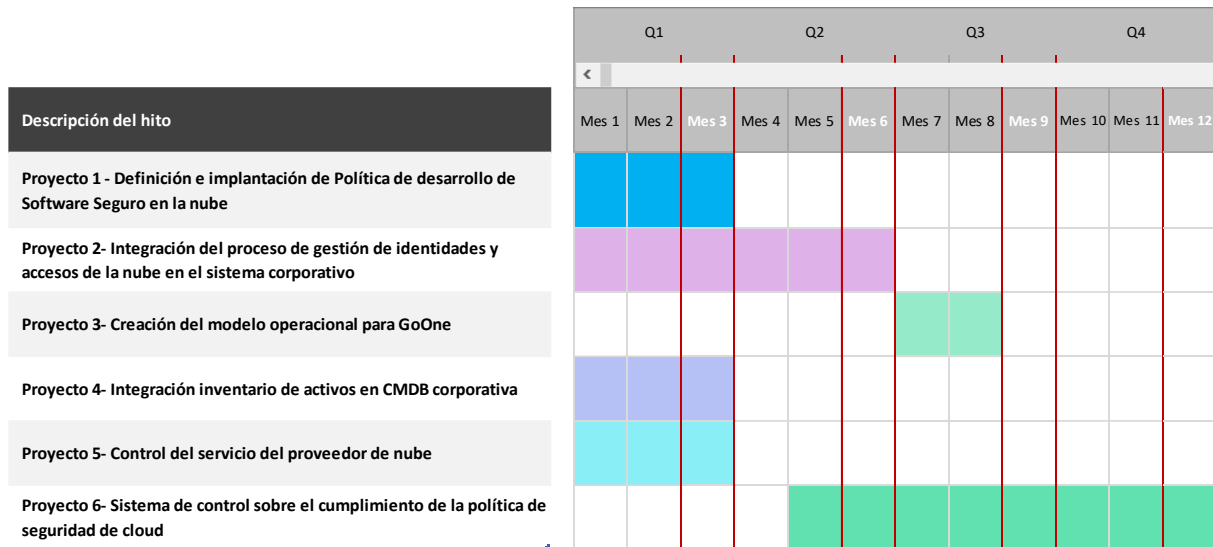 Q1 Q2 Q3 Q4
Descripción del hito
Mes 1 Mes 2 Mes 3 Mes 4 Mes 5 Mes 6 Mes 7 Mes 8 Mes 9 Mes 10 Mes 11 Mes 12
Proyecto 1 - Definición e implantación de Política de desarrollo de
Software Seguro en la nube
Proyecto 2- Integración del proceso de gestión de identidades y
accesos de la nube en el sistema corporativo
Proyecto 3- Creación del modelo operacional para GoOne
Proyecto 4- Integración inventario de activos en CMDB corporativa
Proyecto 5- Control del servicio del proveedor de nube
Proyecto 6- Sistema de control sobre el cumplimiento de la política de
seguridad de cloud